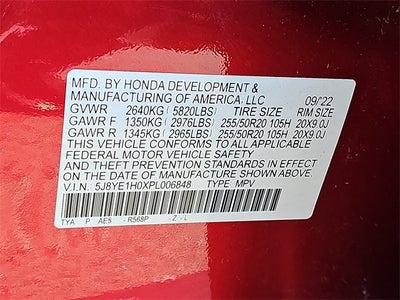 MFD. BY HONDA DEVELOPMENT &
MANUFACTURING OF AMERICA, LLC 09/22
GVWR 2640KG ( 5820LBS) TIRE SIZE RIM SIZE
GAWR F 1350KG ( 2976LBS) 255/50R20 105H 20X9.0J
GAWR R 1345KG ( 2965LBS) 255/50R20 105H 20X9.0J
THIS VEHICLE CONFORMS TO ALL APPLICABLE
FEDERAL MOTOR VEHICLE SAFETY
AND THEFT PREVENTION STANDARDS IN EFFECT
ON THE DATE OF MANUFACTURE SHOWN ABOVE.
V.I.N. 5J8YE1H0XPL006848 TYPE MPV
TYA P AE5 - R568P - Z - L